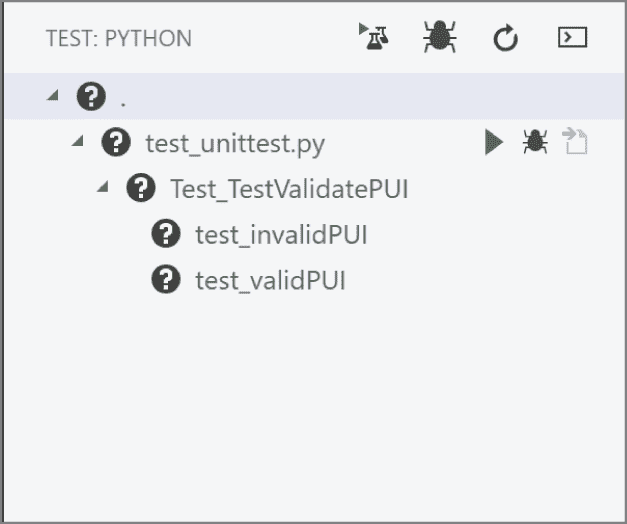 TEST: PYTHON
.
test_unittest.py
Test_TestValidatePUI
test_invalidPUI
test_validPUI